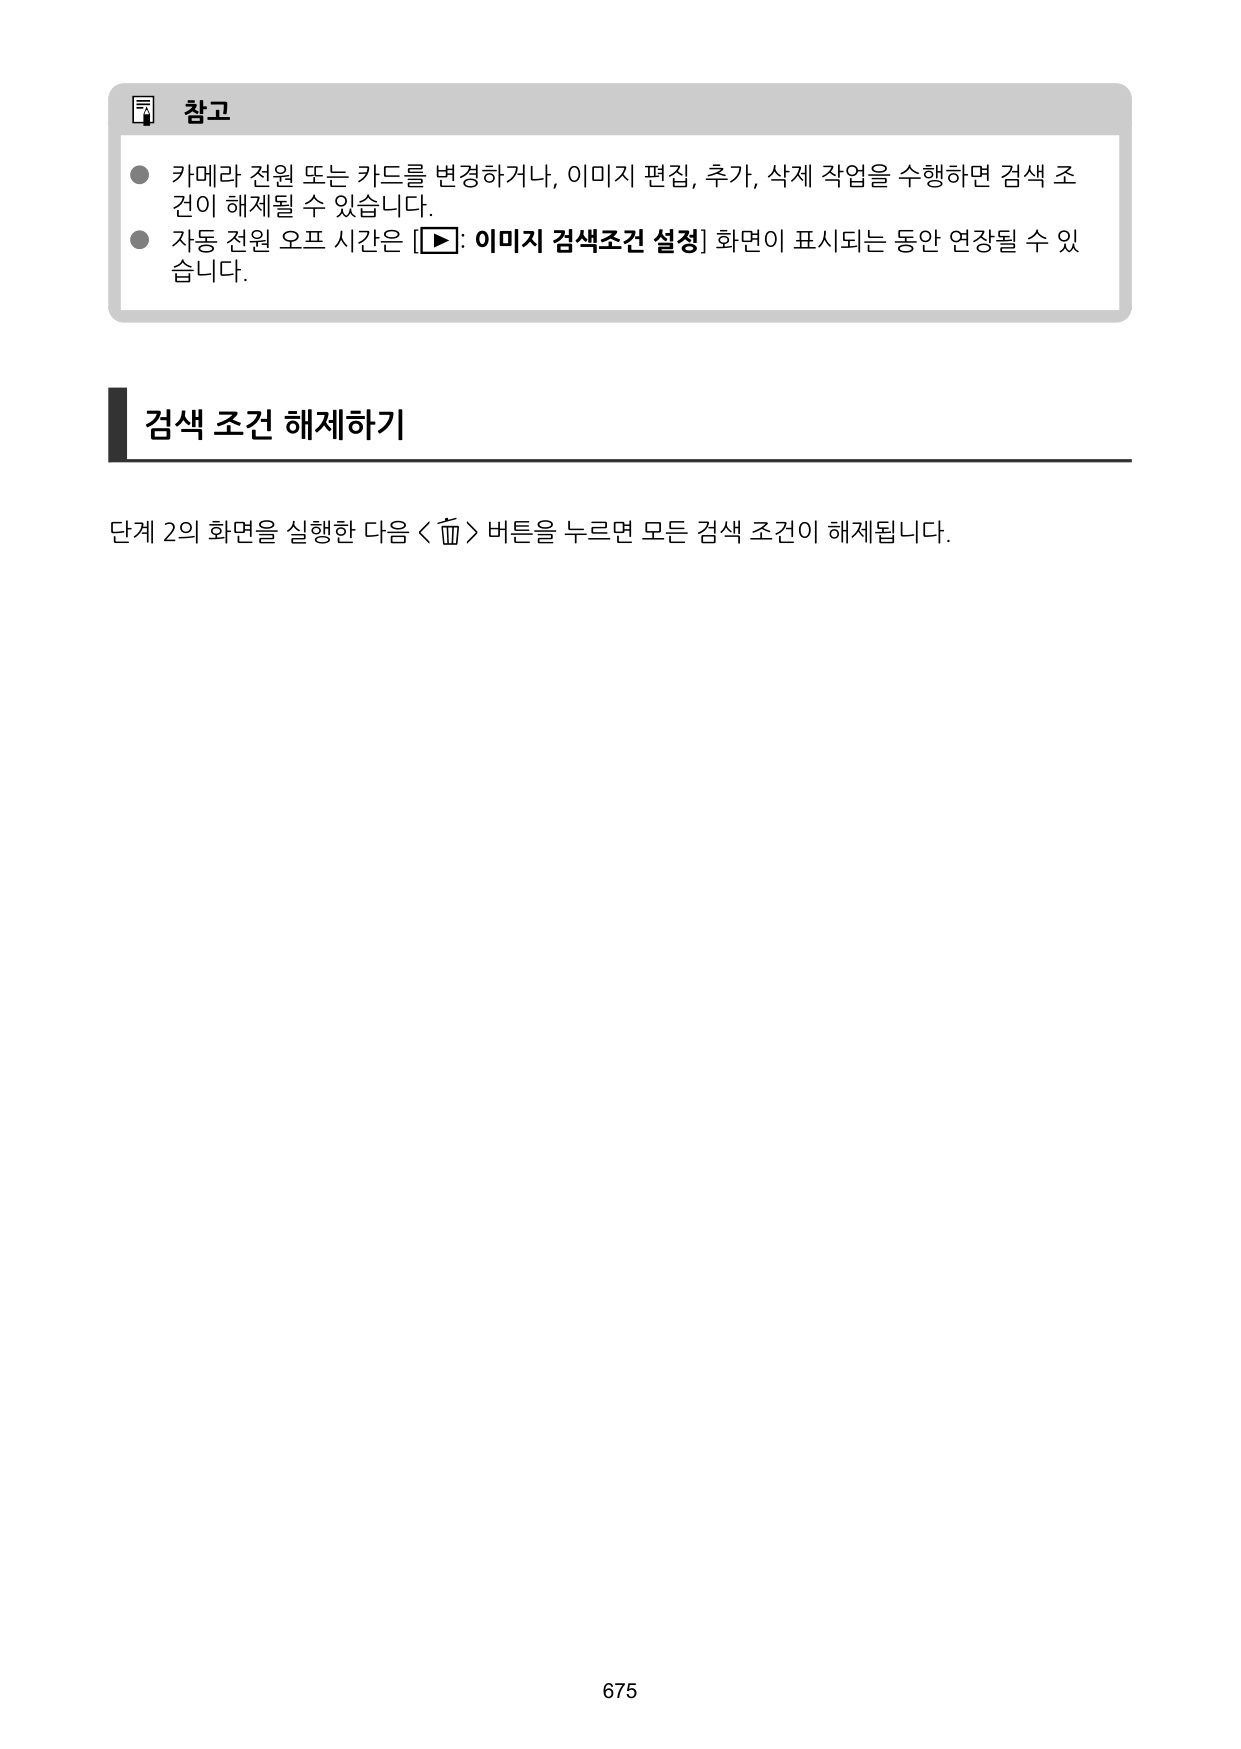 참고
● 카메라 전원 또는 카드를 변경하거나, 이미지 편집, 추가, 삭제 작업을 수행하면 검색 조
건이 해제될 수 있습니다.
● 자동 전원 오프 시간은 [▶: 이미지 검색조건 설정] 화면이 표시되는 동안 연장될 수 있
습니다.
검색 조건 해제하기
단계 2의 화면을 실행한 다음 < 🗑 > 버튼을 누르면 모든 검색 조건이 해제됩니다.
675